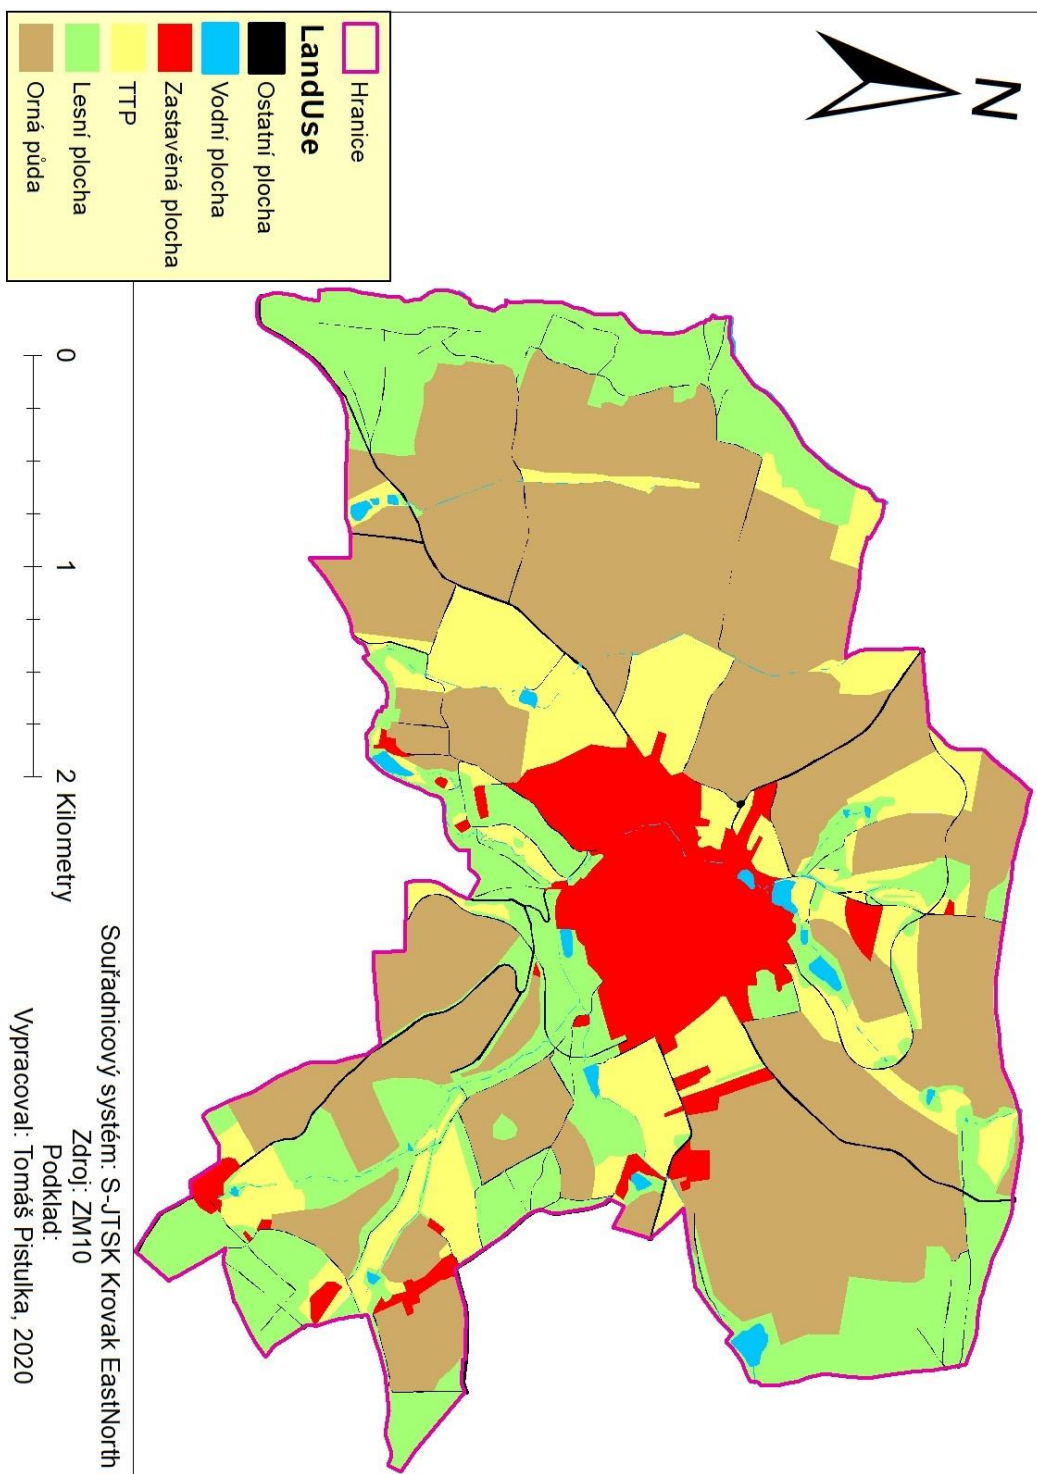 N
Hranice
LandUse
Ostatní plocha
Vodní plocha
Zastavěná plocha
TTP
Lesní plocha
Orná půda
0 1 2 Kilometry
Souřadnicový systém: S-JTSK Krovak EastNorth
Zdroj: ZM10
Podklad:
Vypracoval: Tomáš Pistulka, 2020